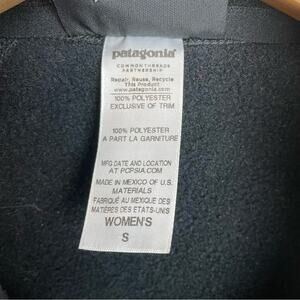 patagonia®
COMMON THREADS
PARTNERSHIP
Repair, Reuse, Recycle
This Product
www.patagonia.com
100% POLYESTER
EXCLUSIVE OF TRIM
100% POLYESTER
A PART LA GARNITURE
MFG DATE AND LOCATION
AT PCPSIA.COM
MADE IN MEXICO OF U.S.
MATERIALS
FABRIQUÉ AU MEXIQUE DES
MATIÈRES DES ETATS-UNIS
WOMEN'S
S